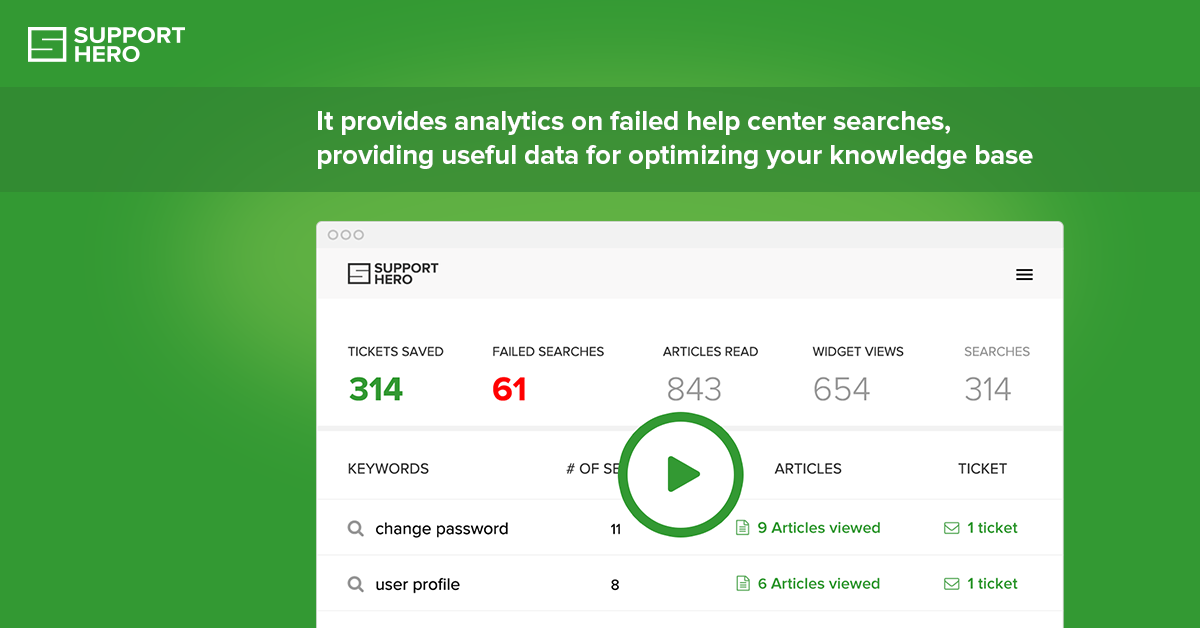 SUPPORT
HERO
It provides analytics on failed help center searches,
providing useful data for optimizing your knowledge base
SUPPORT
HERO
TICKETS SAVED FAILED SEARCHES ARTICLES READ WIDGET VIEWS SEARCHES
314 61 843 654 314
KEYWORDS # OF ARTICLES TICKET
change password 11 9 Articles viewed 1 ticket
user profile 8 6 Articles viewed 1 ticket